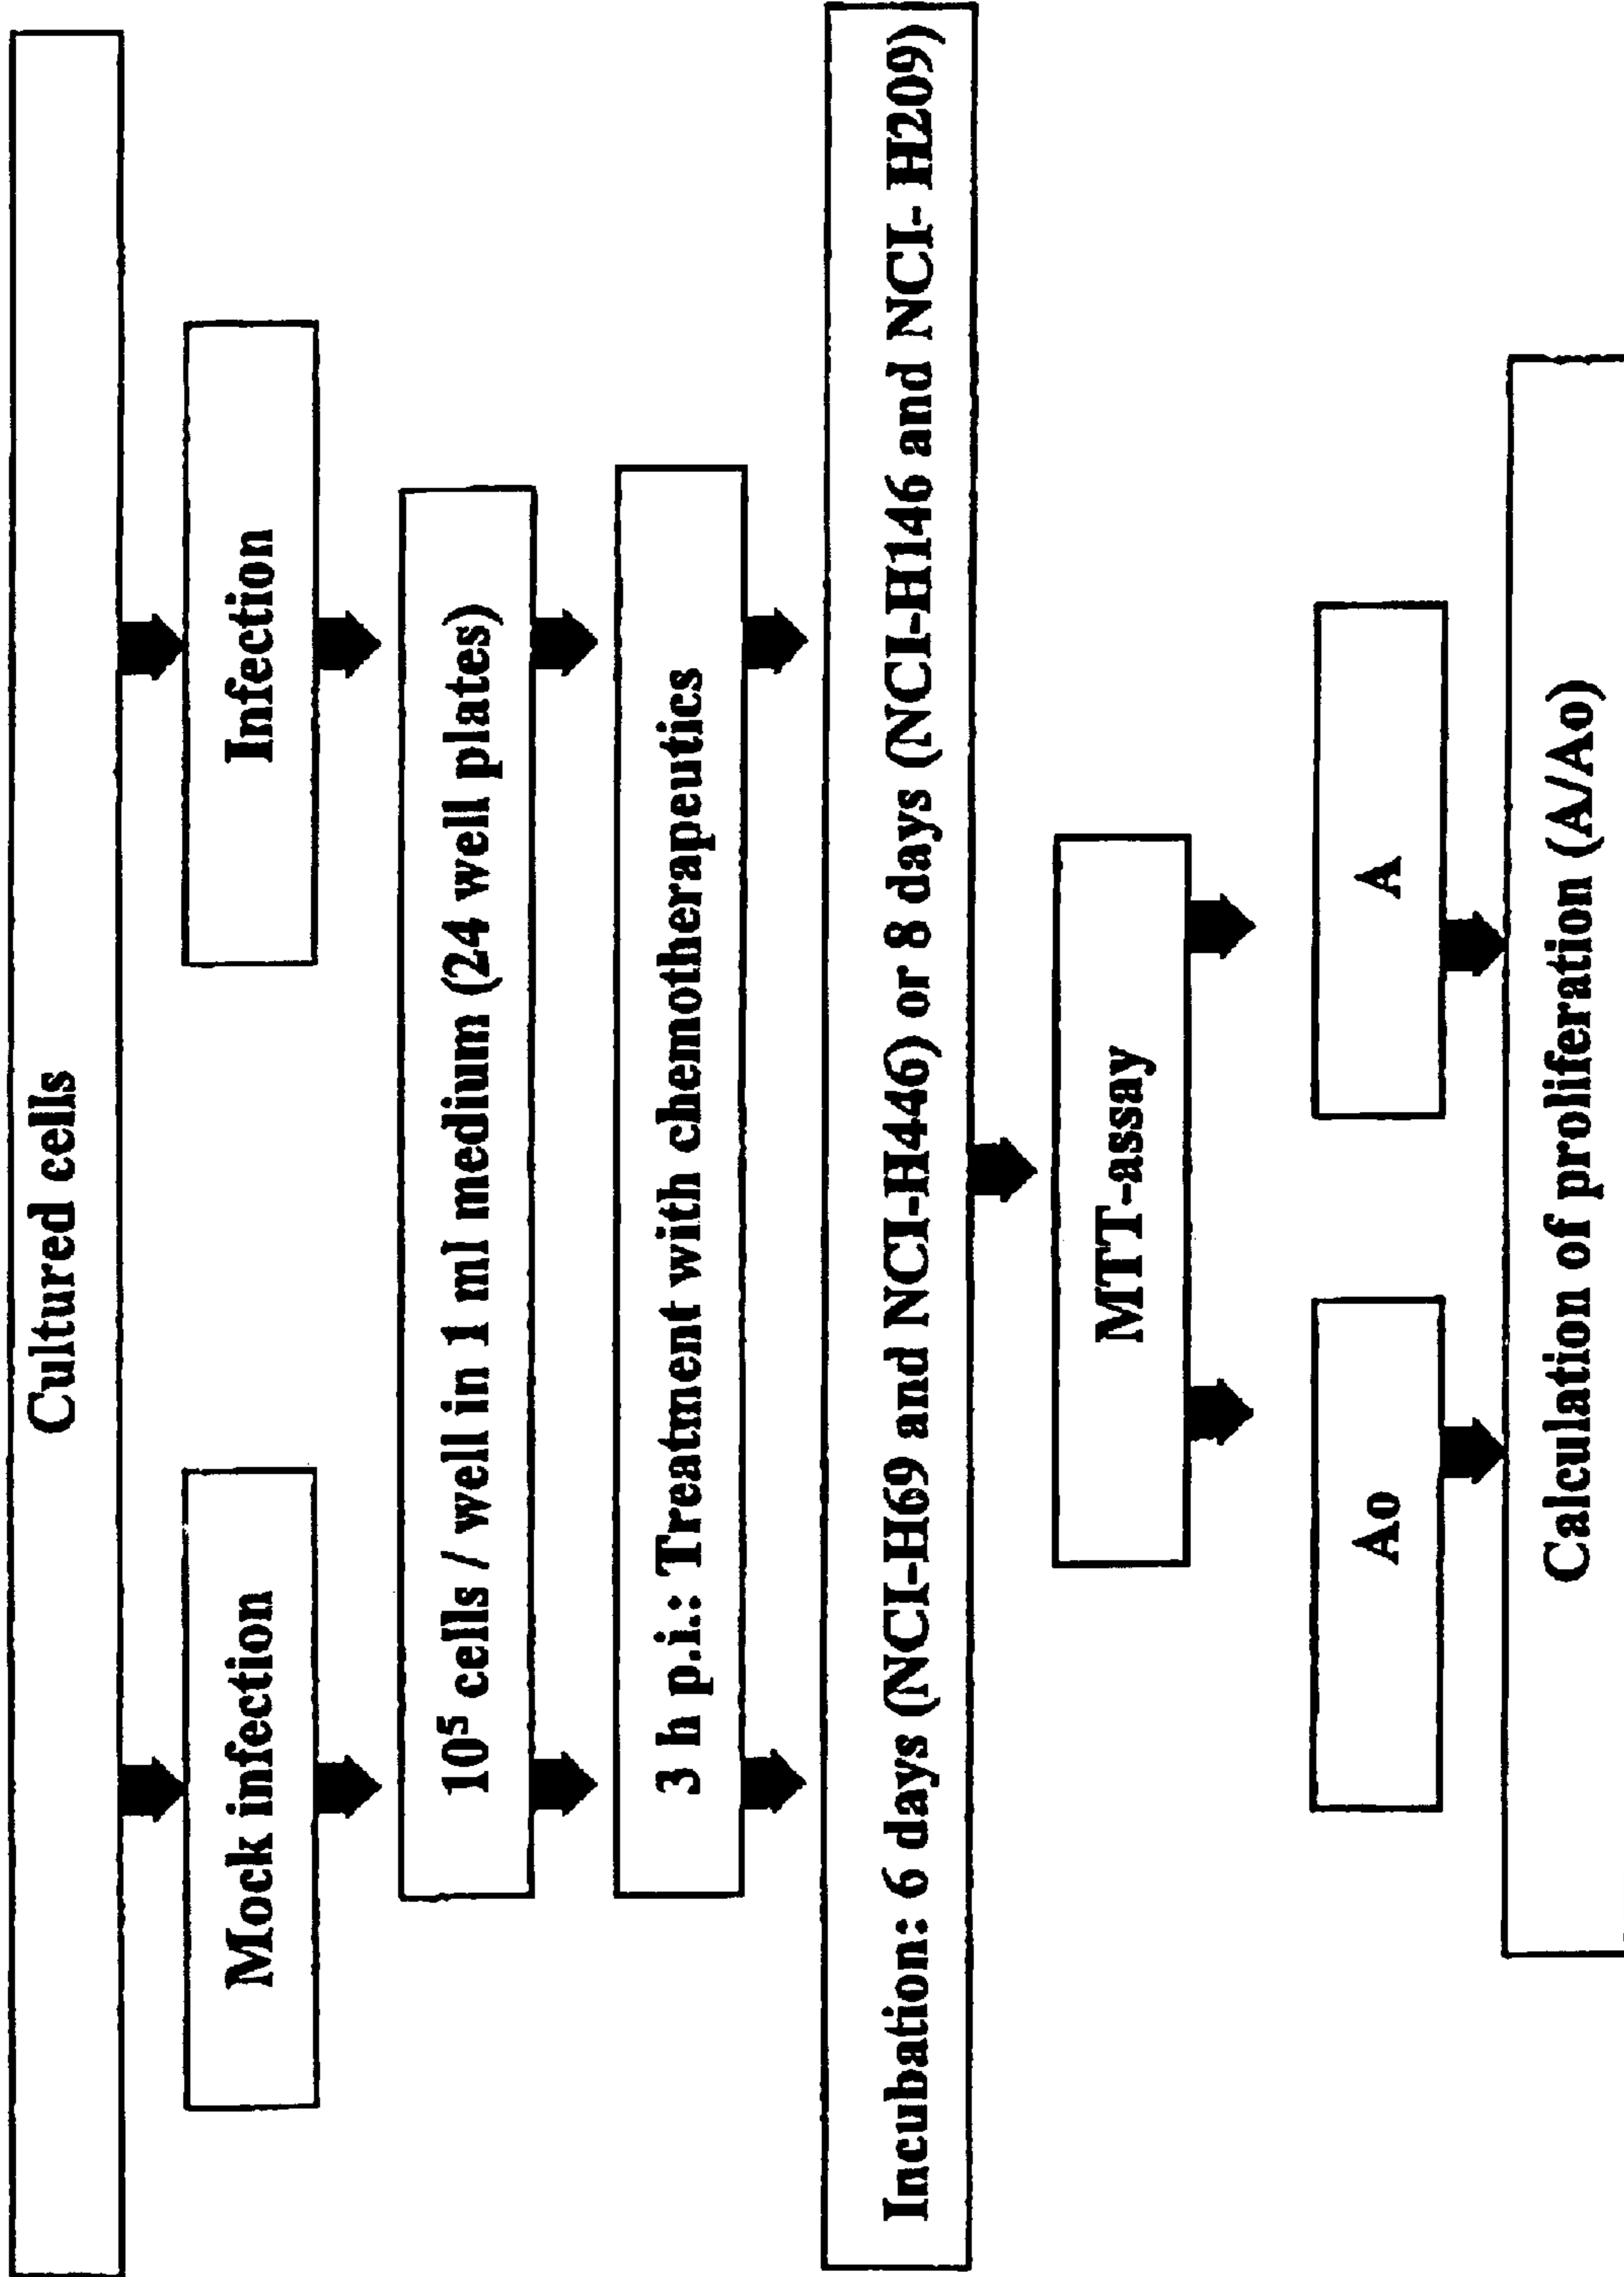 Cultured cells
Mock infection
Infection
10⁵ cells / well in 1 ml medium (24 well plates)
3 h p.i.: Treatment with chemotherapeutics
Incubation: 6 days (NCI-H69 and NCI-H446) or 8 days (NCI-H146 and NCI- H209)
MTT-assay
Ao
A
Calculation of proliferation (A/Ao)